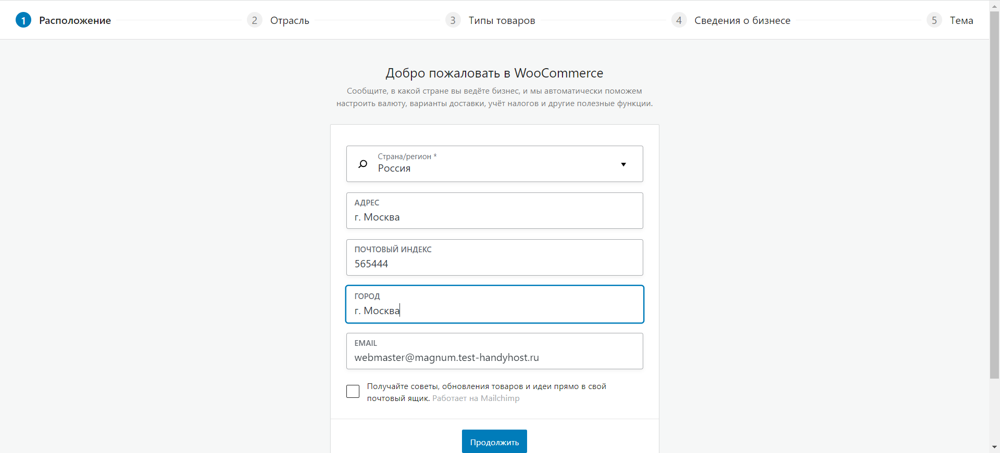 1 Расположение 2 Отрасль 3 Типы товаров 4 Сведения о бизнесе 5 Тема
Добро пожаловать в WooCommerce
Сообщите, в какой стране вы ведёте бизнес, и мы автоматически поможем
настроить валюту, варианты доставки, учёт налогов и другие полезные функции.
Страна/регион *
Россия
АДРЕС
г. Москва
ПОЧТОВЫЙ ИНДЕКС
565444
ГОРОД
г. Москва
EMAIL
webmaster@magnum.test-handyhost.ru
Получайте советы, обновления товаров и идеи прямо в свой
почтовый ящик. Работает на Mailchimp
Продолжить